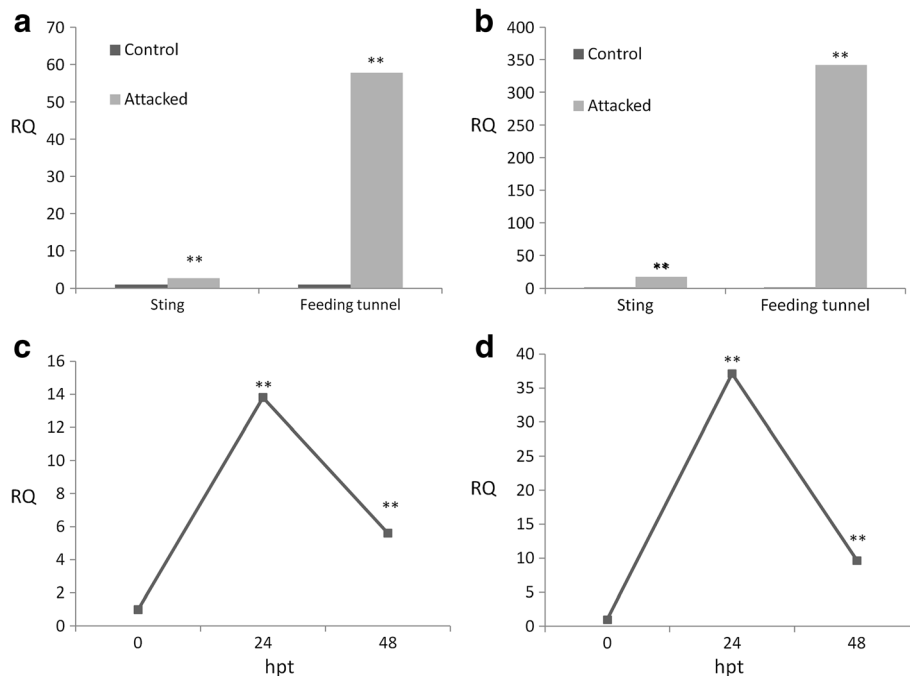 a
70
60
50
40
30
20
10
0
RQ
Control
Attacked
**
**
Sting
Feeding tunnel
b
400
350
300
250
200
150
100
50
0
RQ
Control
Attacked
**
**
Sting
Feeding tunnel
c
16
14
12
10
8
6
4
2
0
RQ
**
**
0
24
48
hpt
d
40
35
30
25
20
15
10
5
0
RQ
**
**
0
24
48
hpt